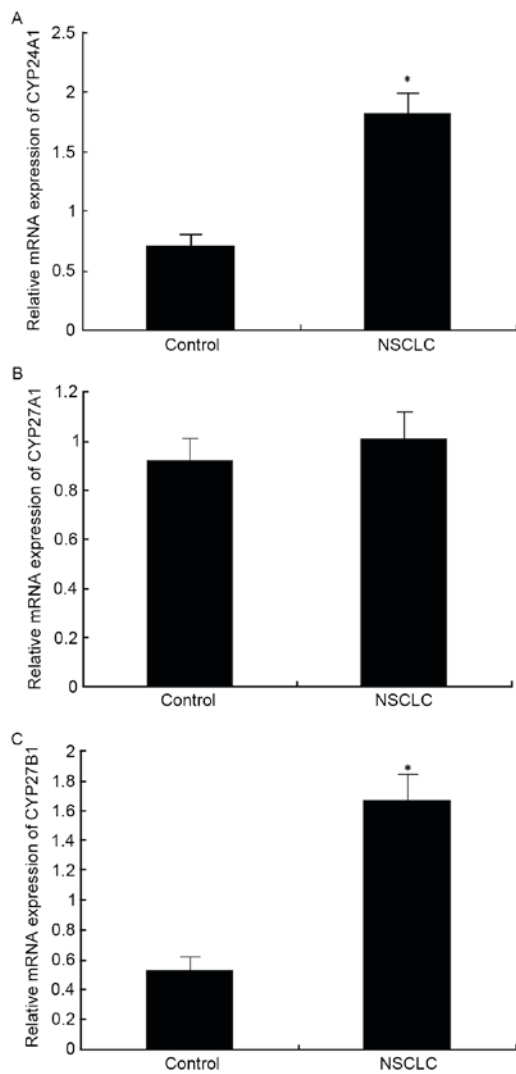 A
Relative mRNA expression of CYP24A1
2.5
2
1.5
1
0.5
0
*
Control
NSCLC
B
Relative mRNA expression of CYP27A1
1.2
1
0.8
0.6
0.4
0.2
0
Control
NSCLC
C
Relative mRNA expression of CYP27B1
2
1.8
1.6
1.4
1.2
1
0.8
0.6
0.4
0.2
0
*
Control
NSCLC